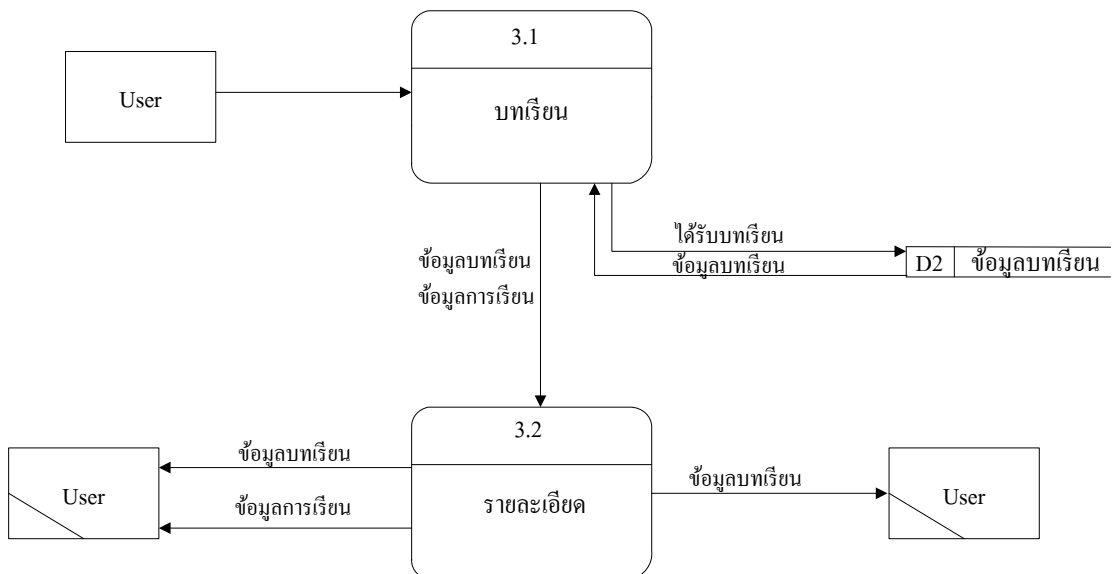 3.1
User
บทเรียน
ได้รับบทเรียน
ข้อมูลบทเรียน
ข้อมูลบทเรียน
D2 ข้อมูลบทเรียน
ข้อมูลการเรียน
3.2
ข้อมูลบทเรียน
ข้อมูลบทเรียน
User
รายละเอียด
User
ข้อมูลการเรียน